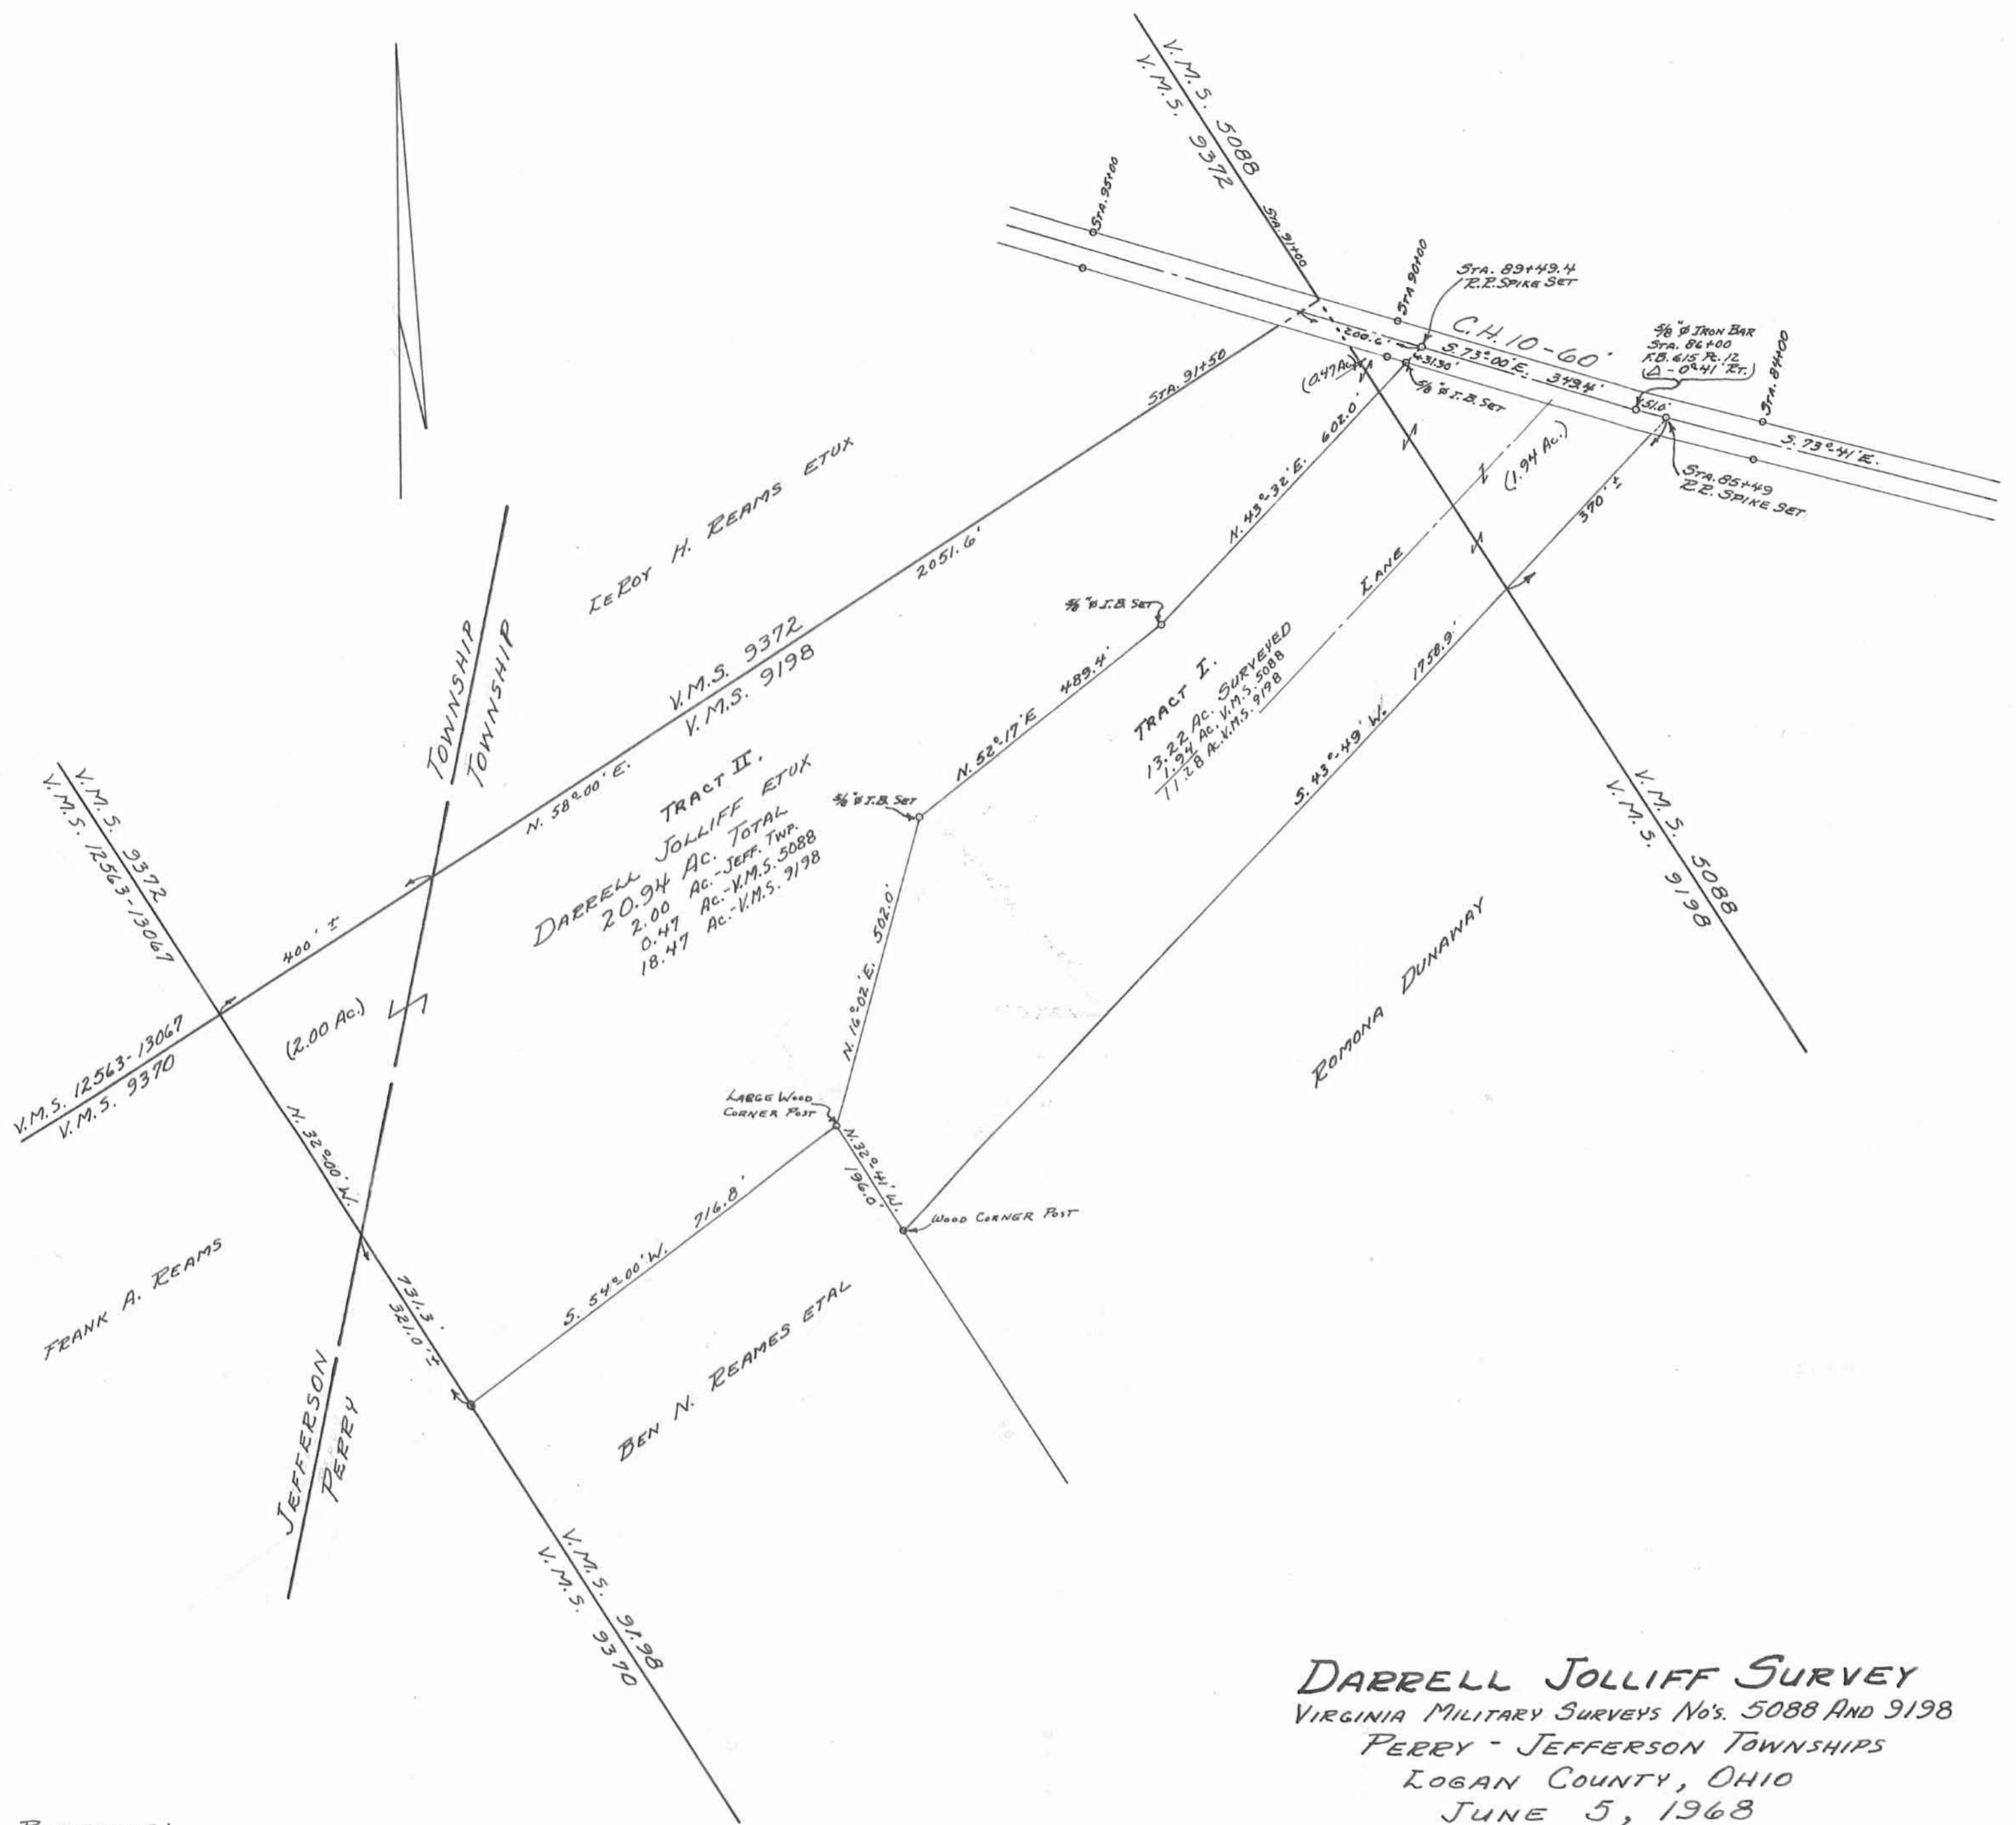 V.M.S. 5088
V.M.S. 9372
STA. 91+00
STA. 95+00
STA. 90+00
STA. 89+49.4
R.R. SPIKE SET
C.H. 10-60'
5/8"ø IRON BAR
STA. 86+00
F.B. 615 PG. 12
(Δ - 0°41' RT.)
STA. 84+00
200.6'
S. 73°-00' E. 349.4'
431.30'
51.0'
S. 73°-41' E.
(0.47 Ac.)
5/8"ø I.B. SET
STA. 85+49
R.R. SPIKE SET
STA. 91+50
N. 43°-32' E. 602.0'
(1.94 Ac.)
370' ±
LEROY H. REAMS ETUX
2051.6'
LANE
5/8"ø I.B. SET
TOWNSHIP
TOWNSHIP
V.M.S. 9372
V.M.S. 9198
N. 52°-17' E 489.4'
TRACT I.
13.22 AC. SURVEYED
1.94 AC. V.M.S. 5088
11.28 AC. V.M.S. 9198
S. 43°-49' W. 1758.9'
N. 58°-00' E.
TRACT II.
DARRELL JOLLIFF ETUX
20.94 AC. TOTAL
2.00 AC.-JEFF. TWP.
0.47 AC.-V.M.S. 5088
18.47 AC.-V.M.S. 9198
5/8"ø I.B. SET
V.M.S. 5088
V.M.S. 9198
V.M.S. 9372
V.M.S. 12563-13067
400' ±
N. 16°-02' E. 502.0'
ROMONA DUNAWAY
(2.00 Ac.)
V.M.S. 12563-13067
V.M.S. 9370
N. 32°-00' W.
LARGE WOOD
CORNER POST
N. 32°-41' W.
196.0'
WOOD CORNER POST
S. 54°-00' W. 716.8'
FRANK A. REAMS
731.3'
321.0' ±
BEN N. REAMES ETAL
JEFFERSON
PERRY
V.M.S. 9198
V.M.S. 9370
DARRELL JOLLIFF SURVEY
VIRGINIA MILITARY SURVEYS NO'S. 5088 AND 9198
PERRY - JEFFERSON TOWNSHIPS
LOGAN COUNTY, OHIO
JUNE 5, 1968